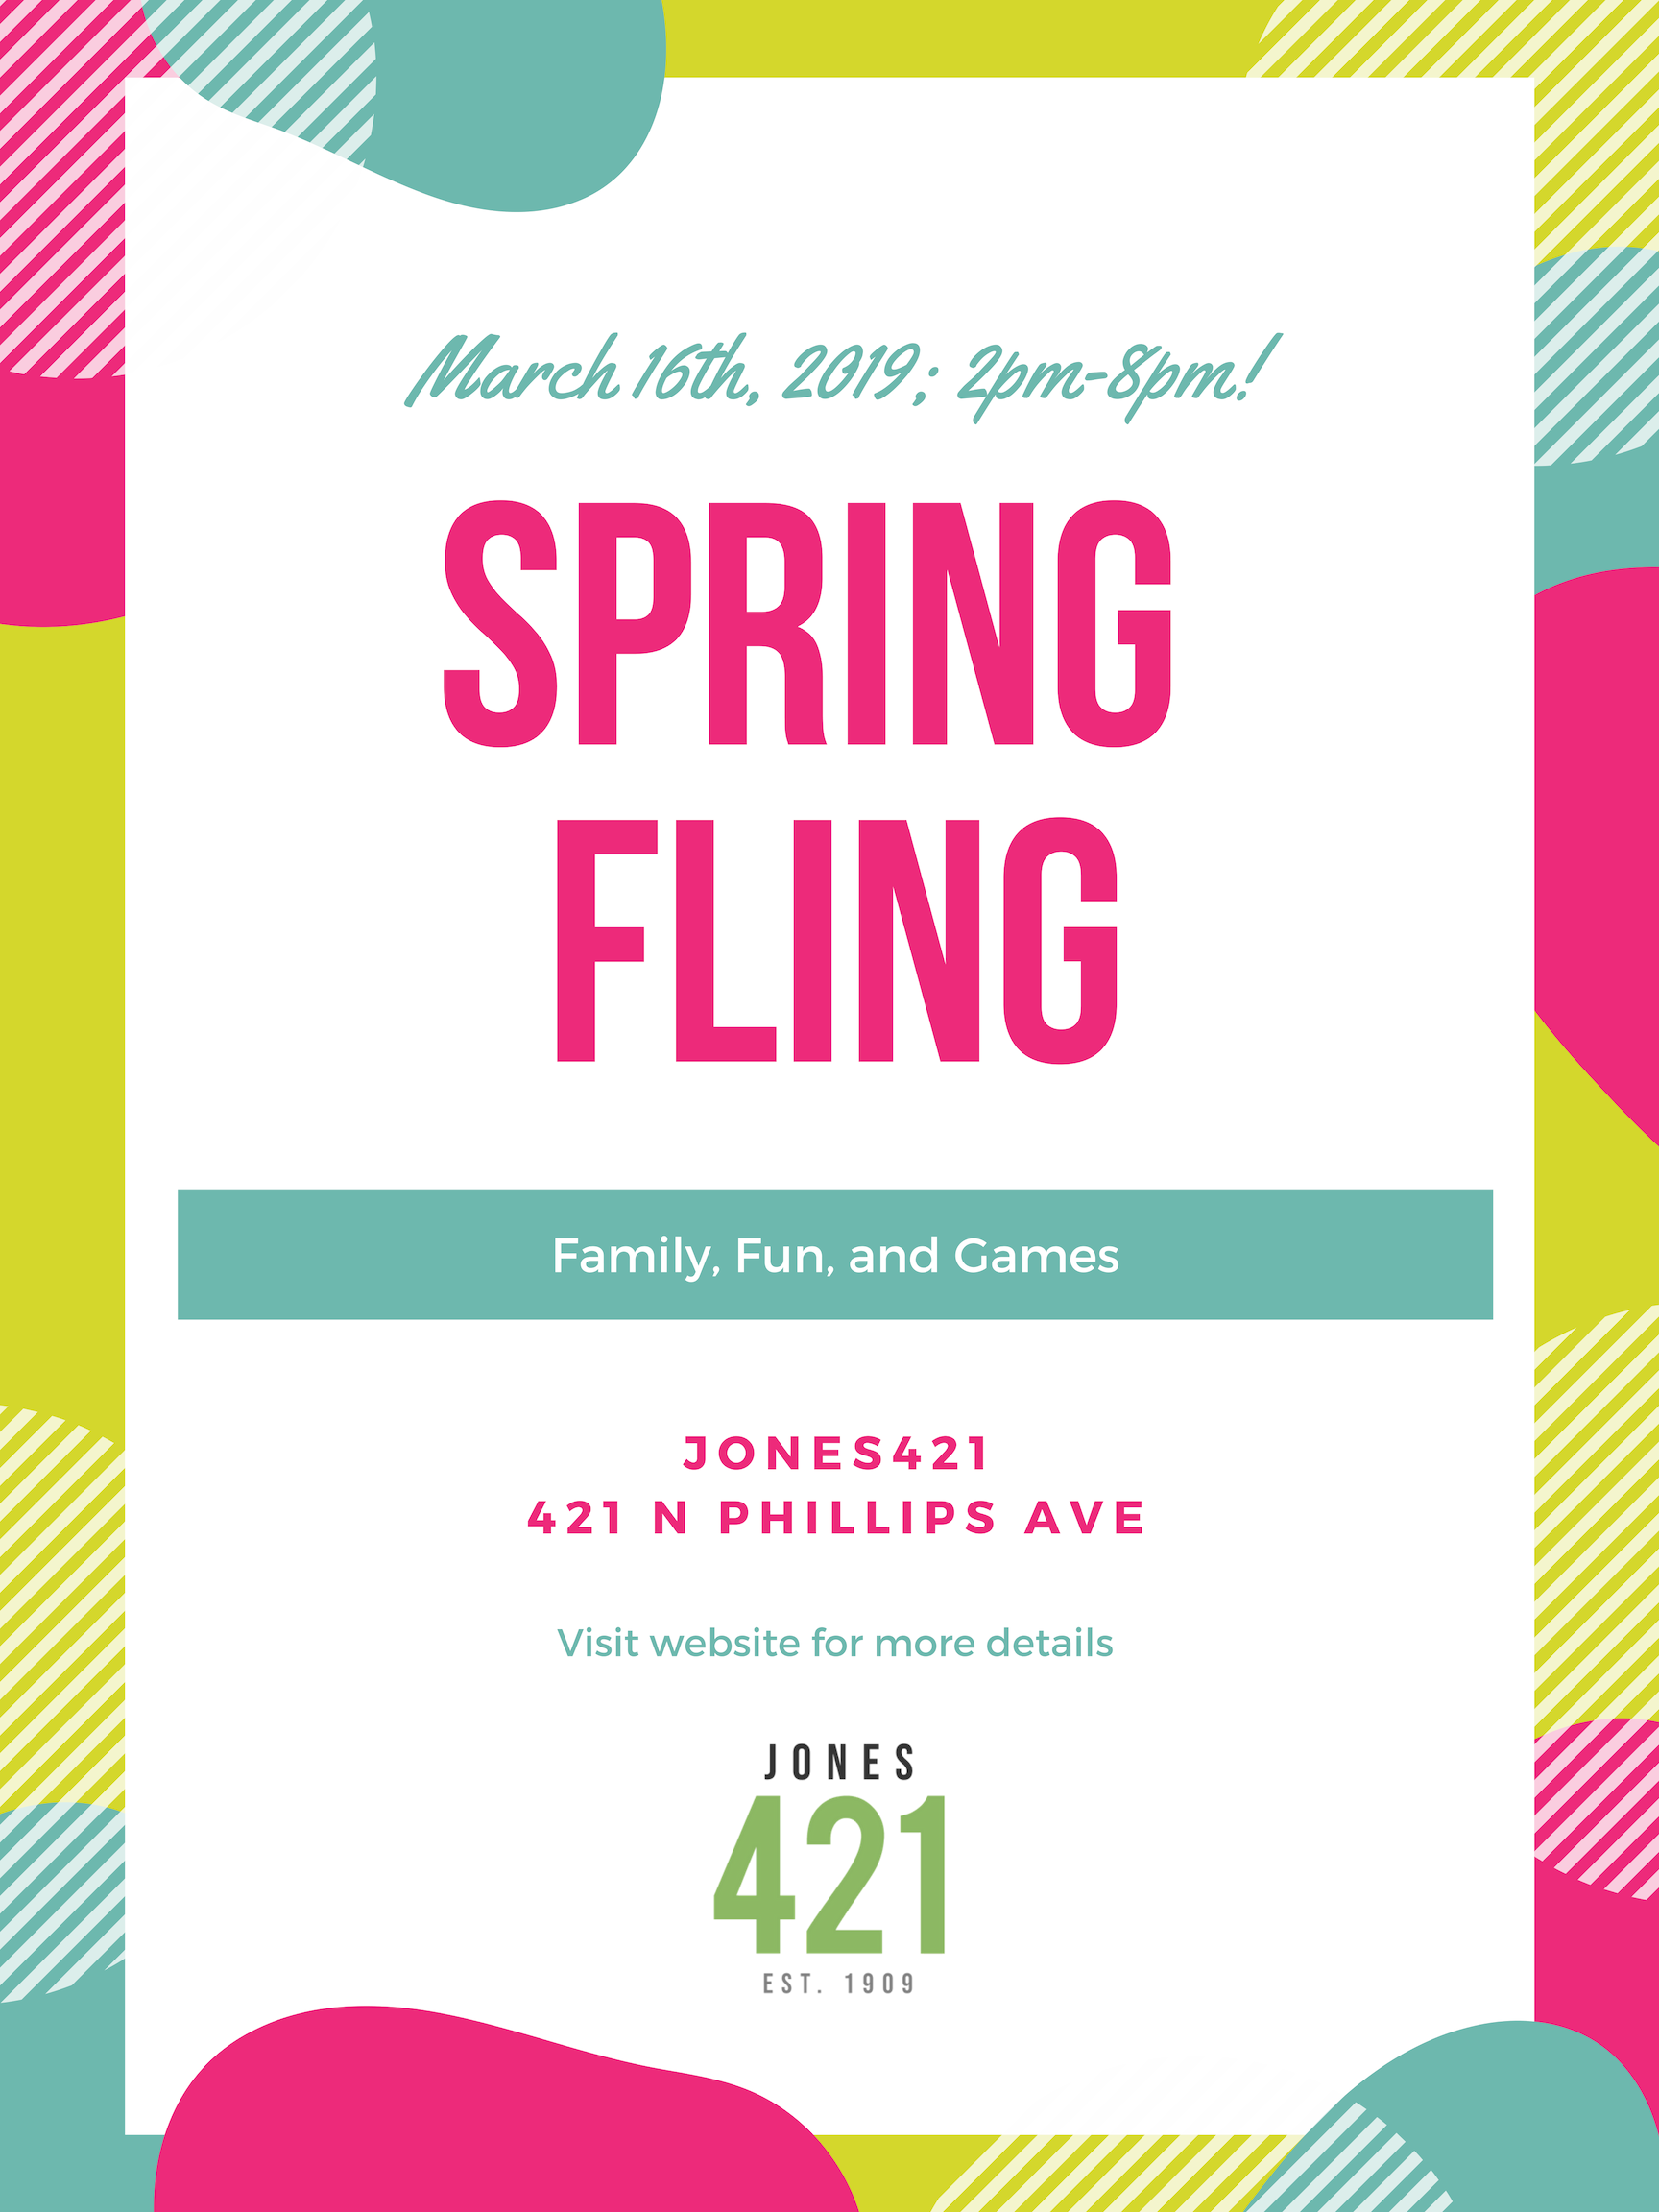 March 16th, 2019; 2pm-8pm!
SPRING
FLING
Family, Fun, and Games
JONES421
421 N PHILLIPS AVE
Visit website for more details
JONES
421
EST. 1909